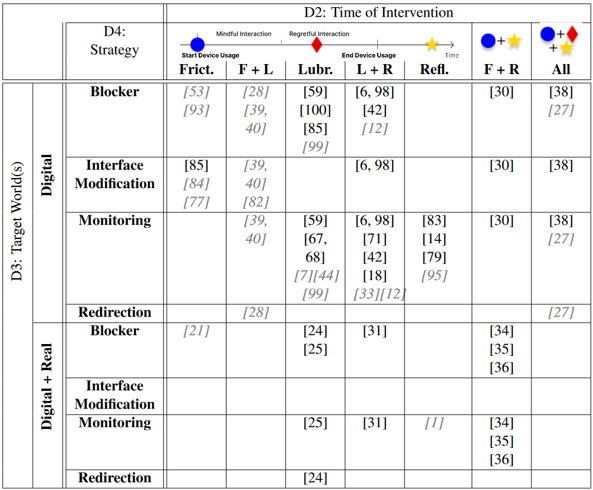 D4:
Strategy
D2: Time of Intervention
Mindful Interaction
Regretful Interaction
Start Device Usage
End Device Usage
Time
+
+
+
Frict.
F + L
Lubr.
L + R
Refl.
F + R
All
D3: Target World(s)
Digital
Blocker
[53]
[93]
[28]
[39,
40]
[59]
[100]
[85]
[99]
[6, 98]
[42]
[12]
[30]
[38]
[27]
Interface
Modification
[85]
[84]
[77]
[39,
40]
[82]
[6, 98]
[30]
[38]
Monitoring
[39,
40]
[59]
[67,
68]
[7][44]
[99]
[6, 98]
[71]
[42]
[18]
[33][12]
[83]
[14]
[79]
[95]
[30]
[38]
[27]
Redirection
[28]
[27]
Digital + Real
Blocker
[21]
[24]
[25]
[31]
[34]
[35]
[36]
Interface
Modification
Monitoring
[25]
[31]
[1]
[34]
[35]
[36]
Redirection
[24]